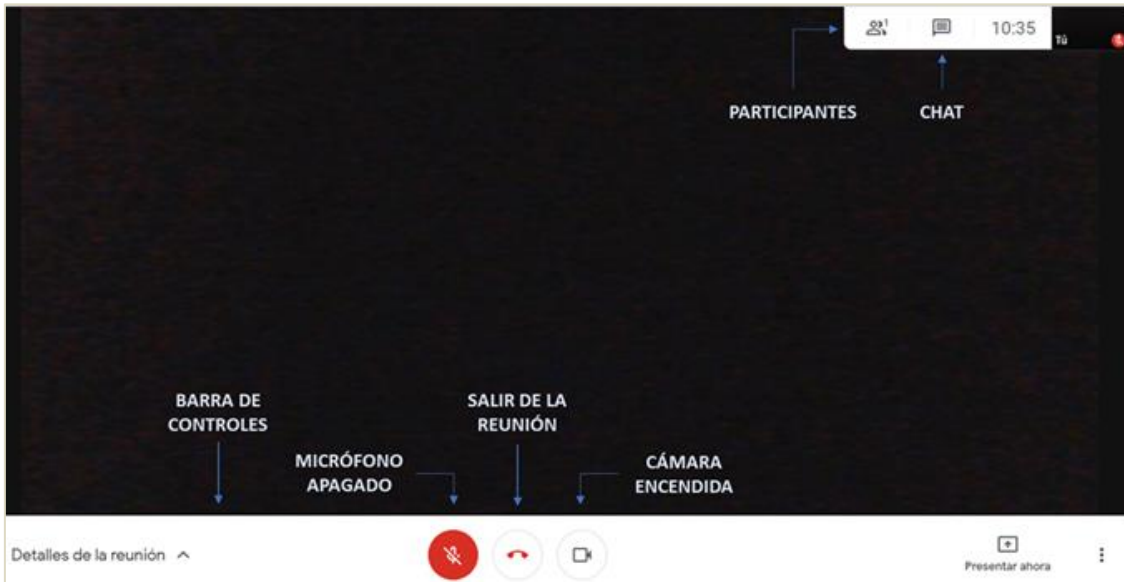 1
10:35
Tú
PARTICIPANTES
CHAT
BARRA DE
CONTROLES
SALIR DE LA
REUNIÓN
MICRÓFONO
APAGADO
CÁMARA
ENCENDIDA
Detalles de la reunión
Presentar ahora